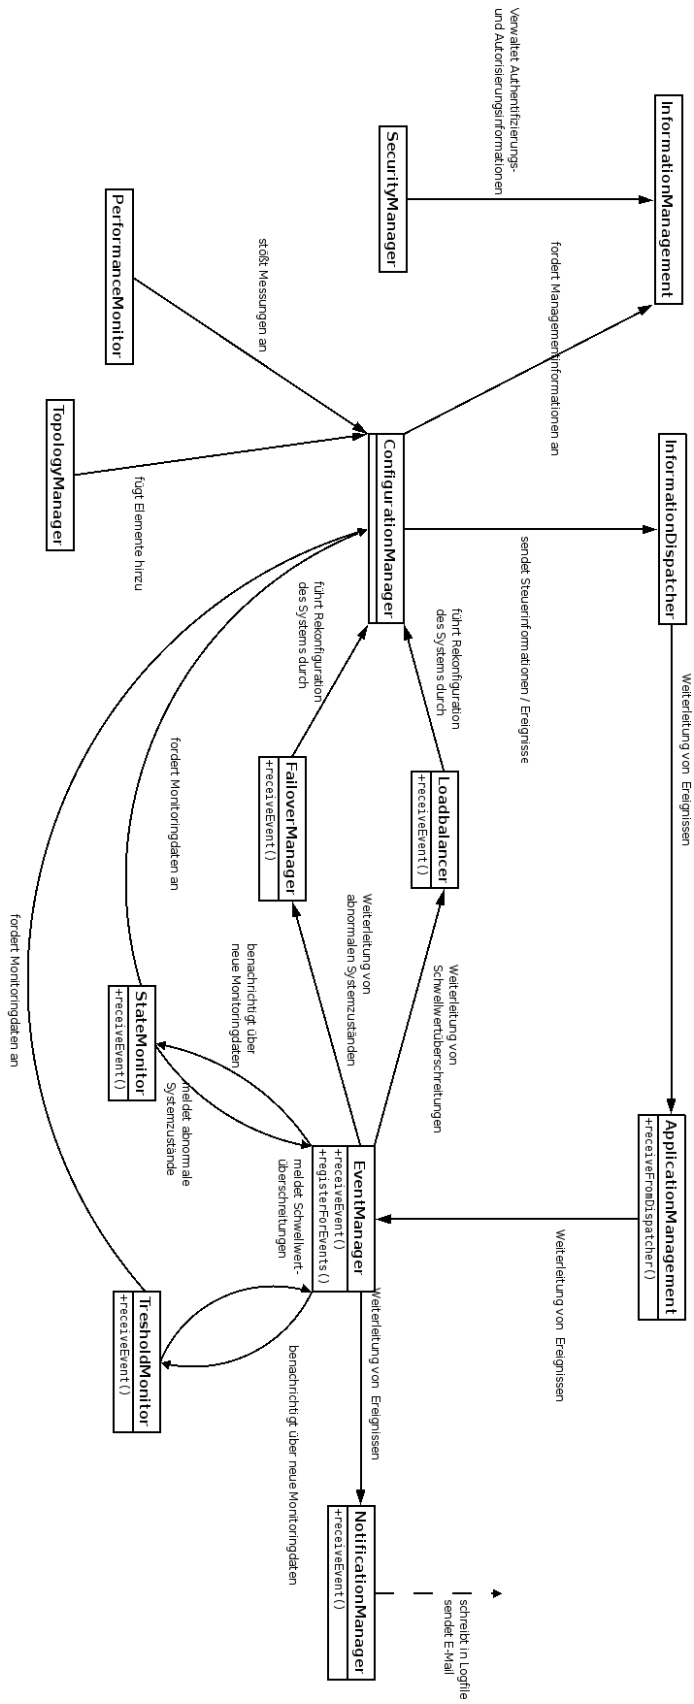 InformationManagement
InformationDispatcher
Weiterleitung von Ereignissen
ApplicationManagement
+receiveFromDispatcher()
Verwaltet Authentifizierungs-
und Autorisierungsinformationen
fordert Managementinformationen an
sendet Steuerinformationen / Ereignisse
Weiterleitung von Ereignissen
SecurityManager
ConfigurationManager
führt Rekonfiguration
des Systems durch
Loadbalancer
+receiveEvent()
Weiterleitung von
Schwellwertüberschreitungen
schreibt in Logfile
sendet E-Mail
stößt Messungen an
führt Rekonfiguration
des Systems durch
FailoverManager
+receiveEvent()
Weiterleitung von
abnormalen Systemzuständen
EventManager
+receiveEvent()
+registerForEvents()
Weiterleitung von Ereignissen
NotificationManager
+receiveEvent()
PerformanceMonitor
benachrichtigt über
neue Monitoringdaten
meldet Schwellwert-
überschreitungen
benachrichtigt über neue Monitoringdaten
TopologyManager
fügt Elemente hinzu
fordert Monitoringdaten an
StateMonitor
+receiveEvent()
meldet abnormale
Systemzustände
TresholdMonitor
+receiveEvent()
fordert Monitoringdaten an